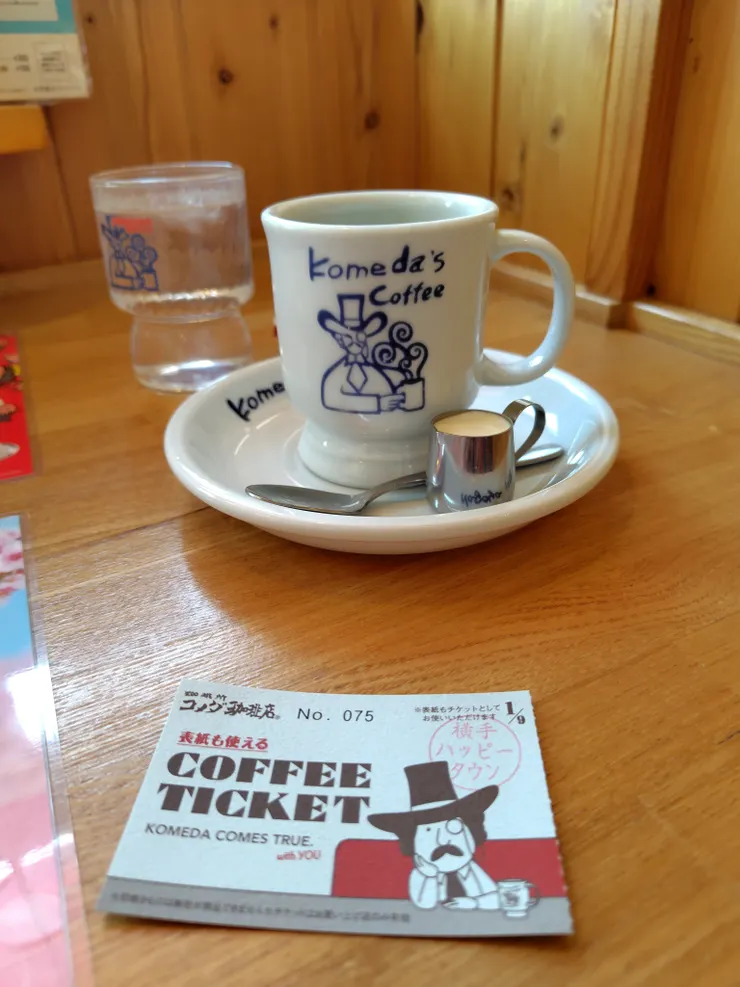 Komeda's
Coffee
Kome
コメダ珈琲店
No. 075
※表紙もチケットとして
お使いいただけます
1/9
表紙も使える
横手
ハッピー
タウン
COFFEE
TICKET
KOMEDA COMES TRUE.
with YOU